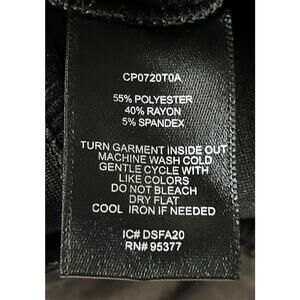 CP0720T0A
55% POLYESTER
40% RAYON
5% SPANDEX
TURN GARMENT INSIDE OUT
MACHINE WASH COLD
GENTLE CYCLE WITH
LIKE COLORS
DO NOT BLEACH
DRY FLAT
COOL IRON IF NEEDED
IC# DSFA20
RN# 95377